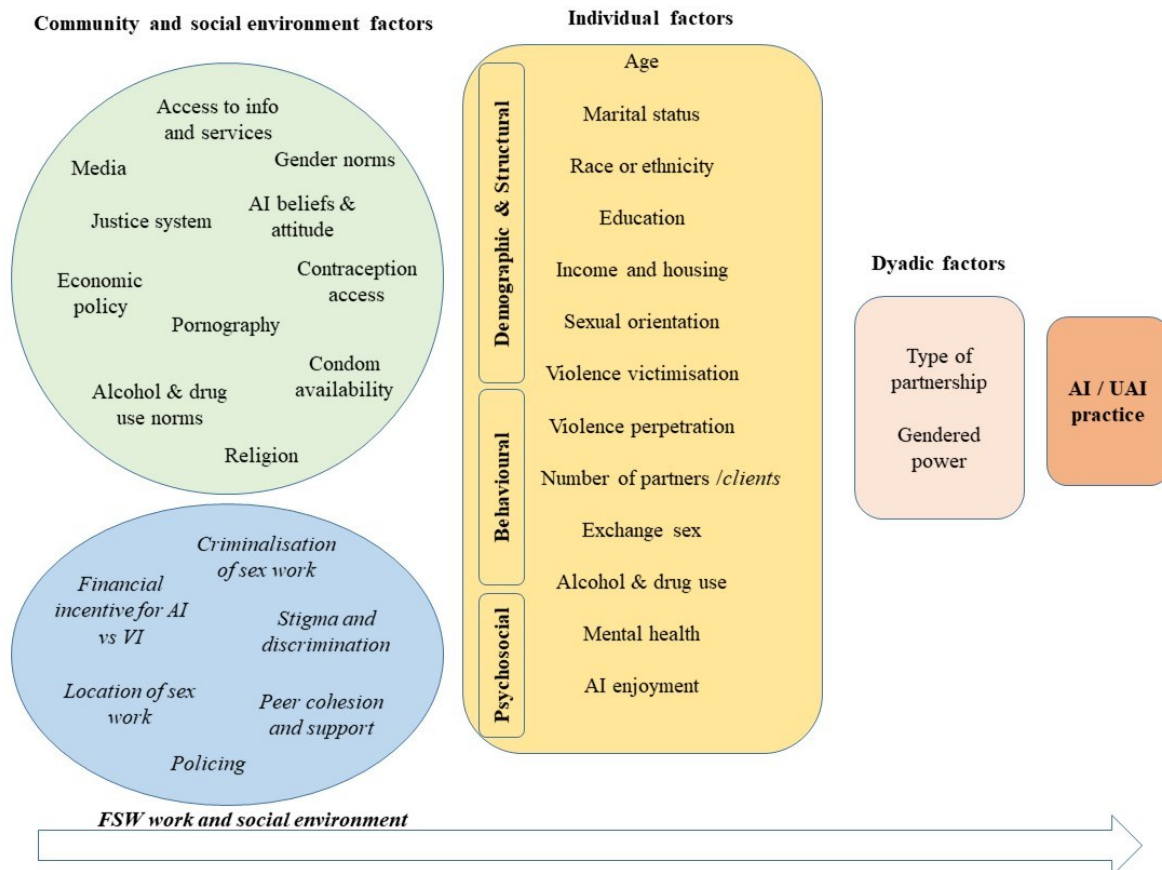 Community and social environment factors
Access to info
and services
Media
Gender norms
Justice system
AI beliefs &
attitude
Economic
policy
Contraception
access
Pornography
Condom
availability
Alcohol & drug
use norms
Religion
Criminalisation
of sex work
Financial
incentive for AI
vs VI
Stigma and
discrimination
Location of sex
work
Peer cohesion
and support
Policing
FSW work and social environment
Individual factors
Demographic & Structural
Age
Marital status
Race or ethnicity
Education
Income and housing
Sexual orientation
Violence victimisation
Behavioural
Violence perpetration
Number of partners /clients
Exchange sex
Alcohol & drug use
Psychosocial
Mental health
AI enjoyment
Dyadic factors
Type of
partnership
Gendered
power
AI / UAI
practice